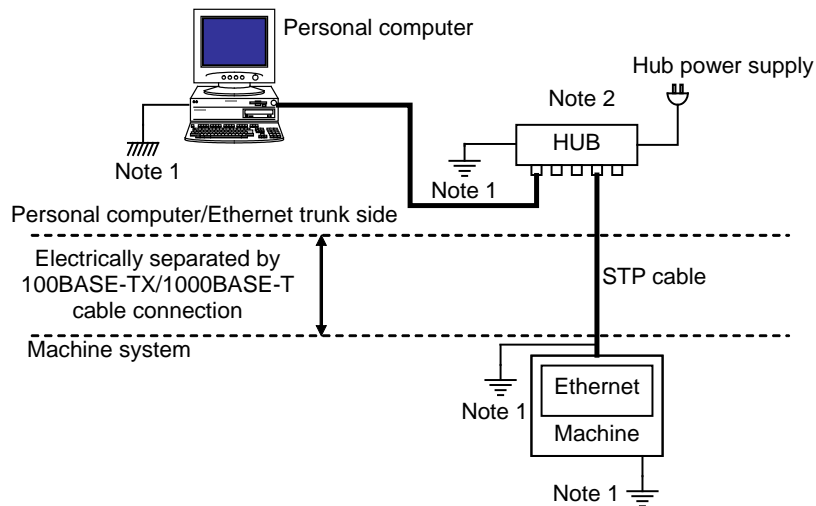 Personal computer
Hub power supply
Note 2
HUB
Note 1
Note 1
Personal computer/Ethernet trunk side
Electrically separated by
100BASE-TX/1000BASE-T
cable connection
STP cable
Machine system
Ethernet
Note 1
Machine
Note 1